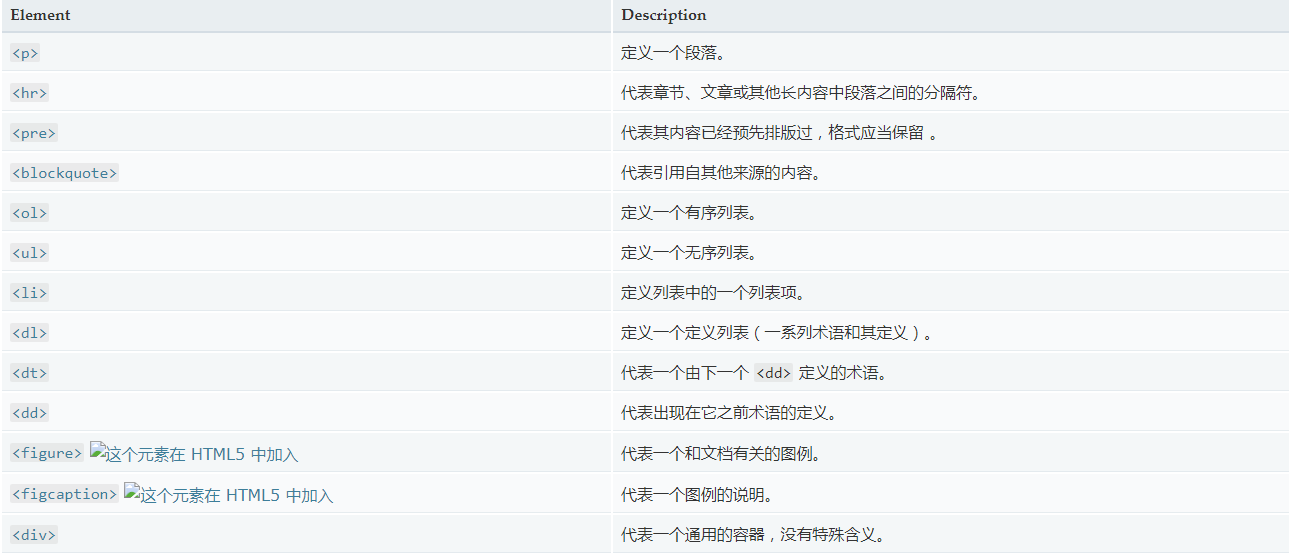 Element Description
<p> 定义一个段落。
<hr> 代表章节、文章或其他长内容中段落之间的分隔符。
<pre> 代表其内容已经预先排版过，格式应当保留 。
<blockquote> 代表引用自其他来源的内容。
<ol> 定义一个有序列表。
<ul> 定义一个无序列表。
<li> 定义列表中的一个列表项。
<dl> 定义一个定义列表（一系列术语和其定义）。
<dt> 代表一个由下一个 <dd> 定义的术语。
<dd> 代表出现在它之前术语的定义。
<figure> 这个元素在 HTML5 中加入 代表一个和文档有关的图例。
<figcaption> 这个元素在 HTML5 中加入 代表一个图例的说明。
<div> 代表一个通用的容器，没有特殊含义。